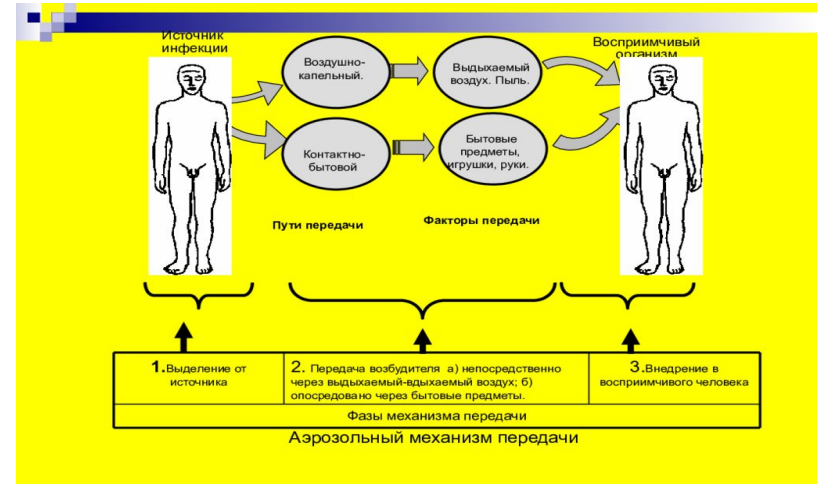 Источник
инфекции
Воздушно-
капельный.
Выдыхаемый
воздух. Пыль.
Восприимчивый
организм
Контактно-
бытовой
Бытовые
предметы,
игрушки, руки.
Пути передачи
Факторы передачи
1.Выделение от
источника
2. Передача возбудителя а) непосредственно
через выдыхаемый-вдыхаемый воздух; б)
опосредовано через бытовые предметы.
3.Внедрение в
восприимчивого человека
Фазы механизма передачи
Аэрозольный механизм передачи